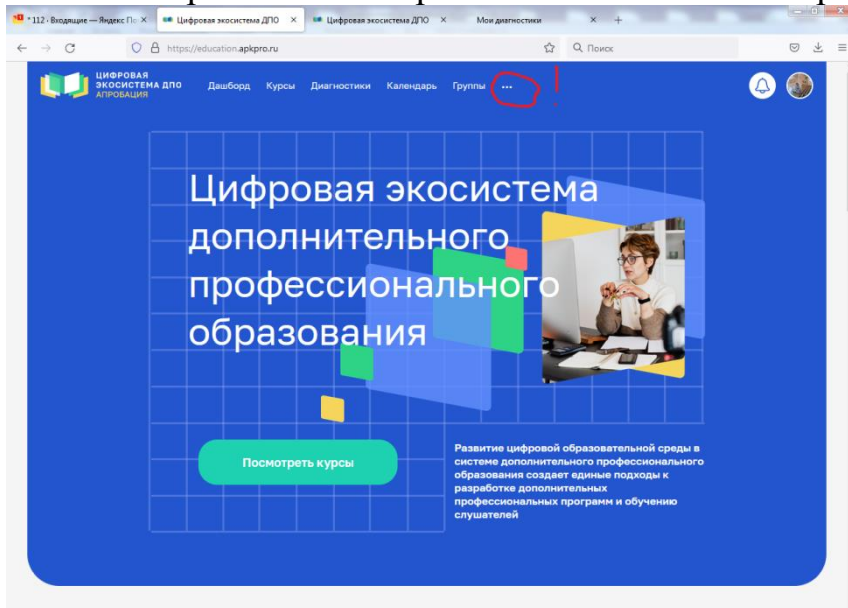 * 112 · Входящие — Яндекс По
Цифровая экосистема ДПО
Цифровая экосистема ДПО
Мои диагностики
https://education.apkpro.ru
Поиск
ЦИФРОВАЯ
ЭКОСИСТЕМА ДПО
АПРОБАЦИЯ
Дашборд Курсы Диагностики Календарь Группы ...
!
Цифровая экосистема
дополнительного
профессионального
образования
Посмотреть курсы
Развитие цифровой образовательной среды в
системе дополнительного профессионального
образования создает единые подходы к
разработке дополнительных
профессиональных программ и обучению
слушателей